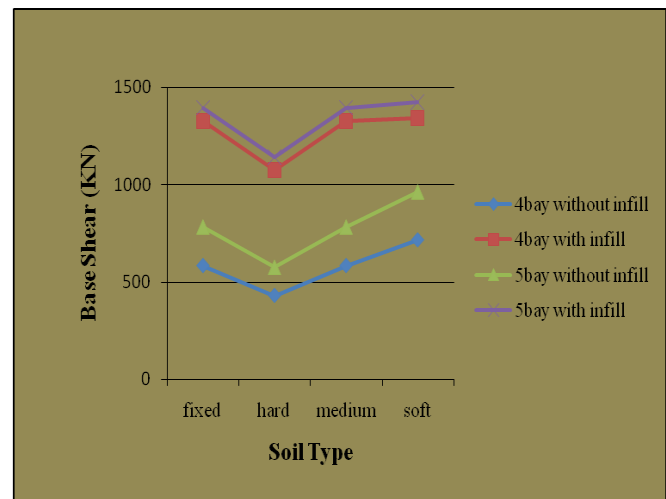 Base Shear (KN)
1500
1000
500
0
fixed hard medium soft
Soil Type
4bay without infill
4bay with infill
5bay without infill
5bay with infill